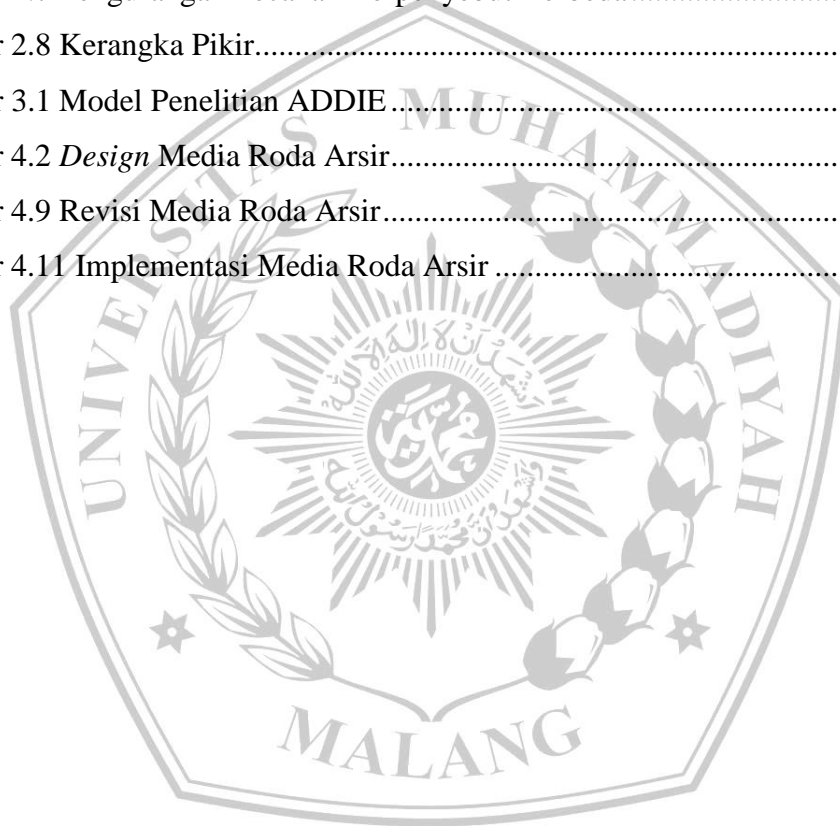 r 2.8 Kerangka Pikir
r 3.1 Model Penelitian ADDIE
r 4.2 Design Media Roda Arsir
r 4.9 Revisi Media Roda Arsir
r 4.11 Implementasi Media Roda Arsir
UNIVERSITAS MUHAMMADIYAH
MALANG